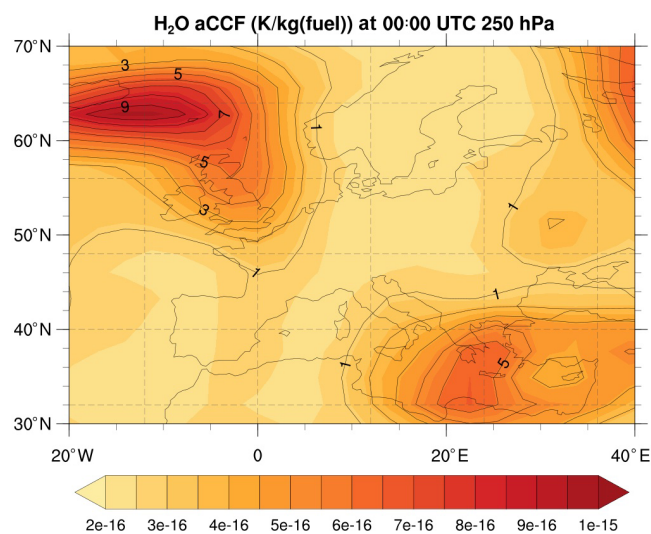 H₂O aCCF (K/kg(fuel)) at 00:00 UTC 250 hPa
70°N
3
5
9
7
60°N
1
5
3
1
50°N
1
1
40°N
1
5
30°N
20°W 0 20°E 40°E
2e-16 3e-16 4e-16 5e-16 6e-16 7e-16 8e-16 9e-16 1e-15